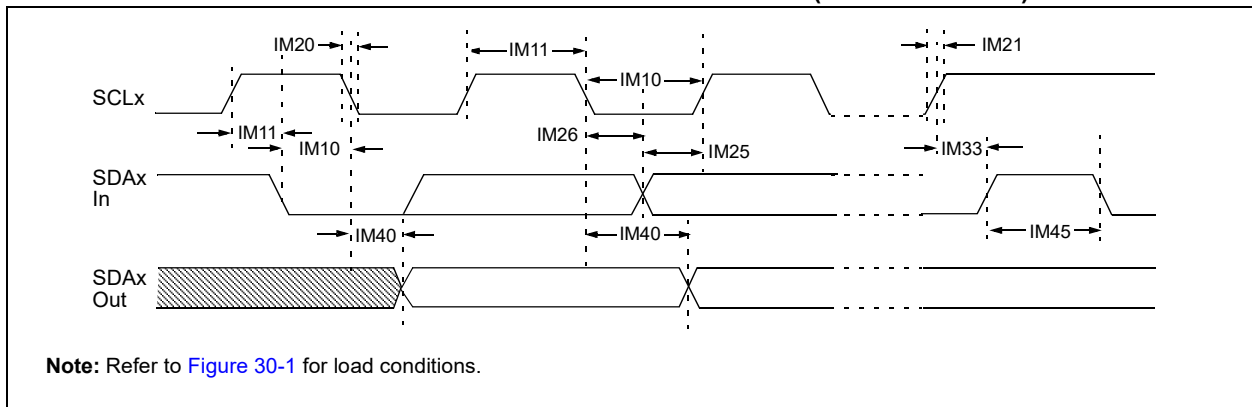 IM20
IM11
IM21
SCLx
IM10
IM11
IM10
IM26
IM25
IM33
SDAx
In
IM40
IM40
IM45
SDAx
Out
Note: Refer to Figure 30-1 for load conditions.